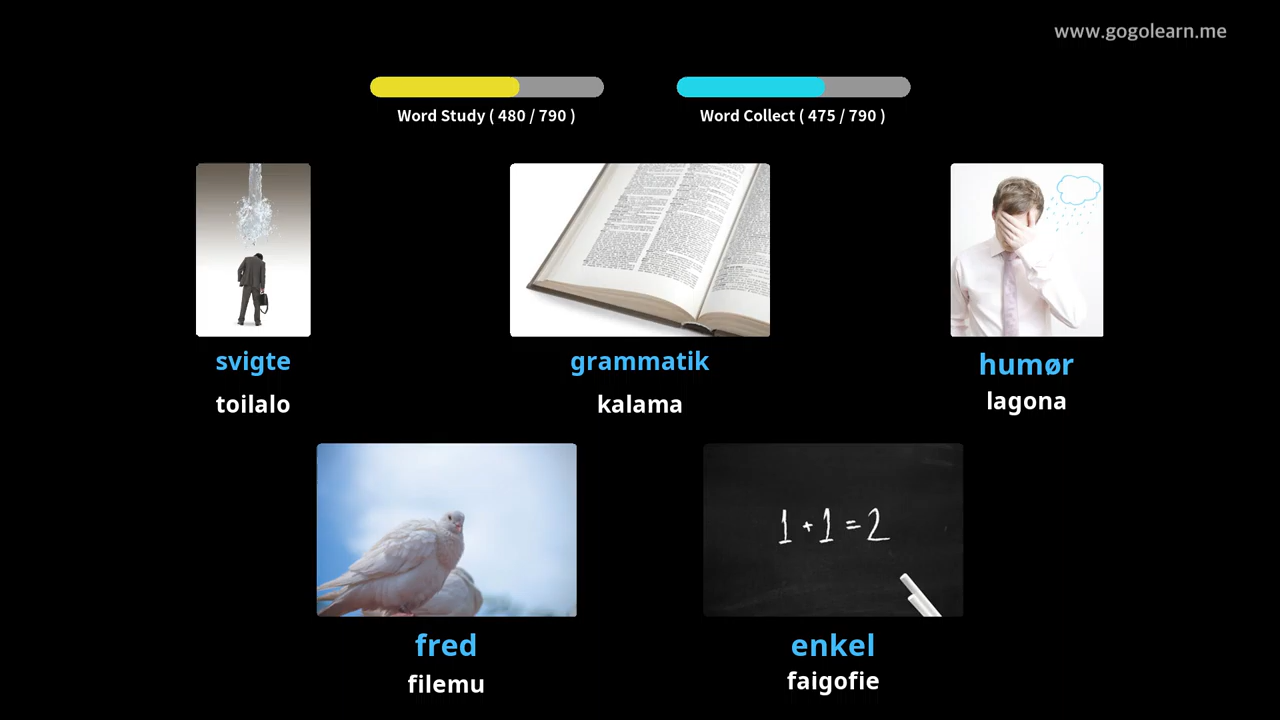 www.gogolearn.me
Word Study ( 480 / 790 )
Word Collect ( 475 / 790 )
svigte
toilalo
grammatik
kalama
humør
lagona
1 + 1 = 2
fred
filemu
enkel
faigofie